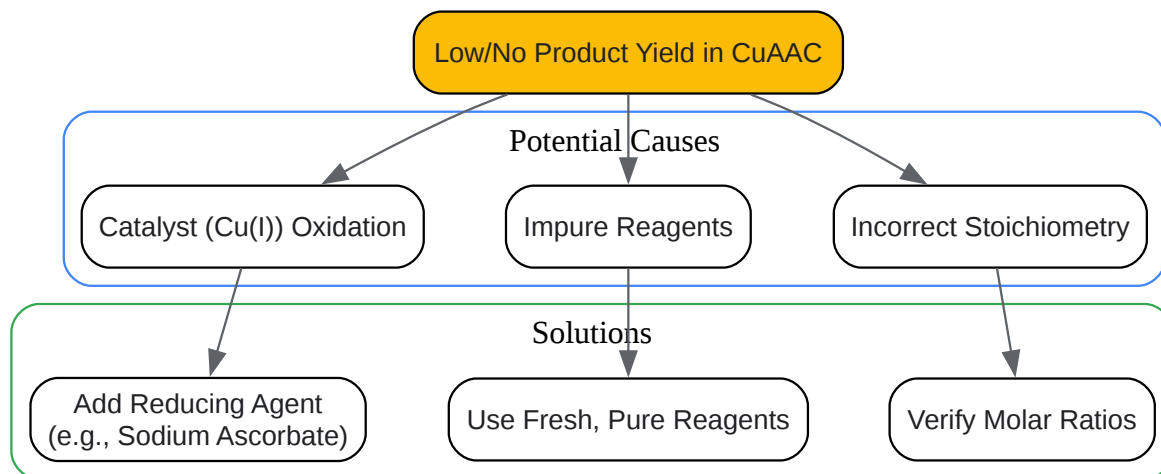 Low/No Product Yield in CuAAC
Potential Causes
Catalyst (Cu(I)) Oxidation
Impure Reagents
Incorrect Stoichiometry
Solutions
Add Reducing Agent
(e.g., Sodium Ascorbate)
Use Fresh, Pure Reagents
Verify Molar Ratios